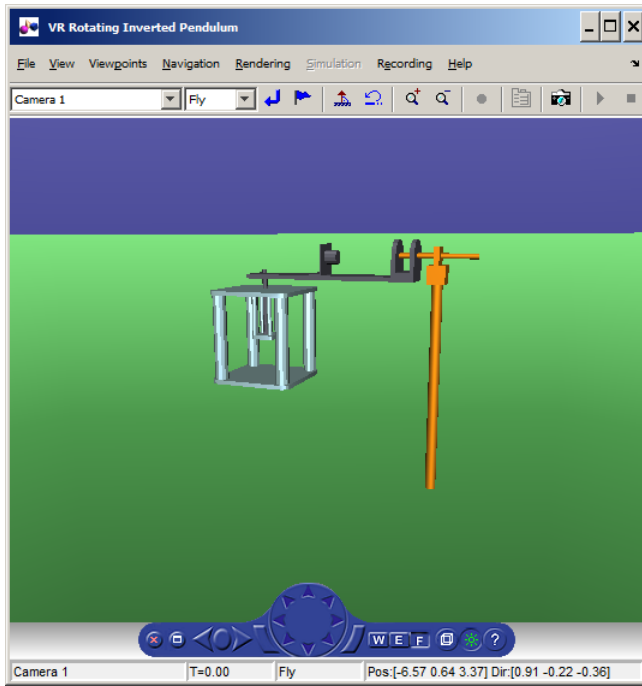 VR Rotating Inverted Pendulum
File View Viewpoints Navigation Rendering Simulation Recording Help
Camera 1 Fly
W E F ?
Camera 1 T=0.00 Fly Pos:[-6.57 0.64 3.37] Dir:[0.91 -0.22 -0.36]